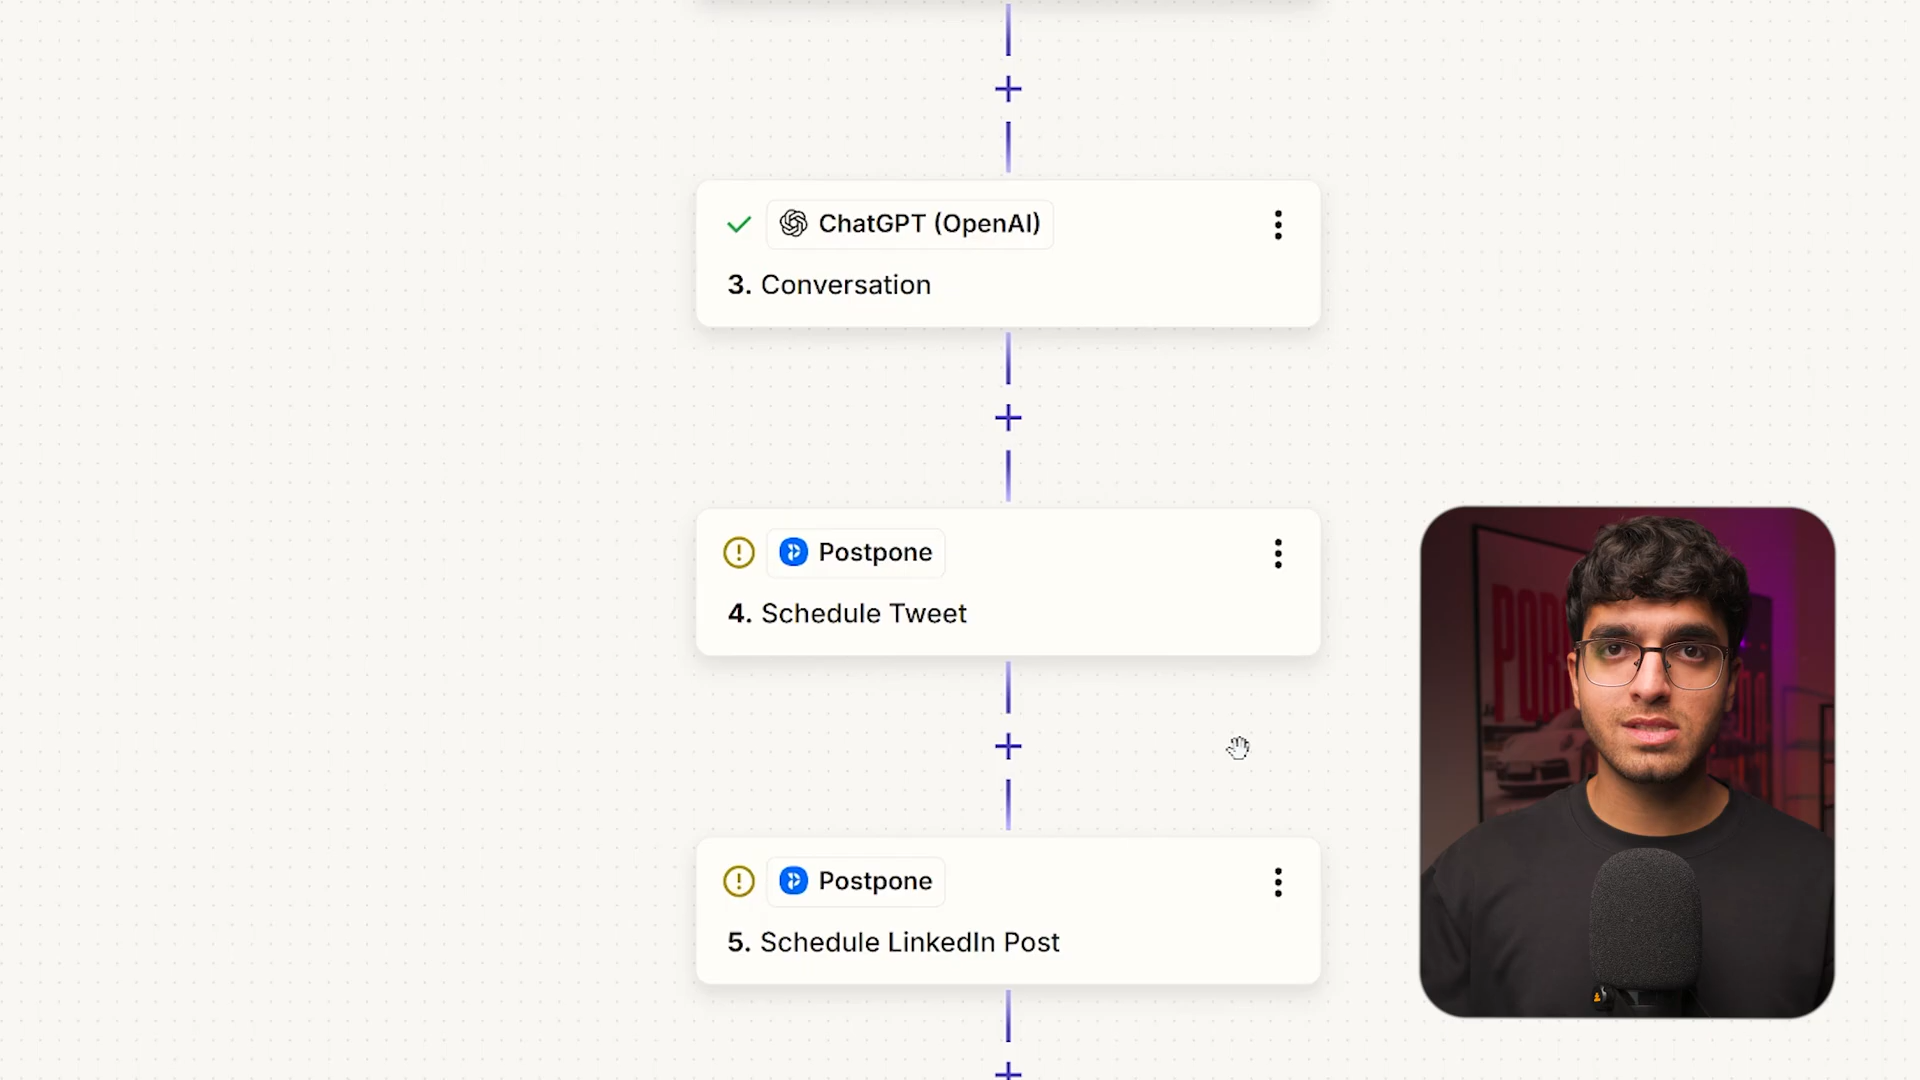 ChatGPT (OpenAI)
3. Conversation
Postpone
4. Schedule Tweet
Postpone
5. Schedule LinkedIn Post